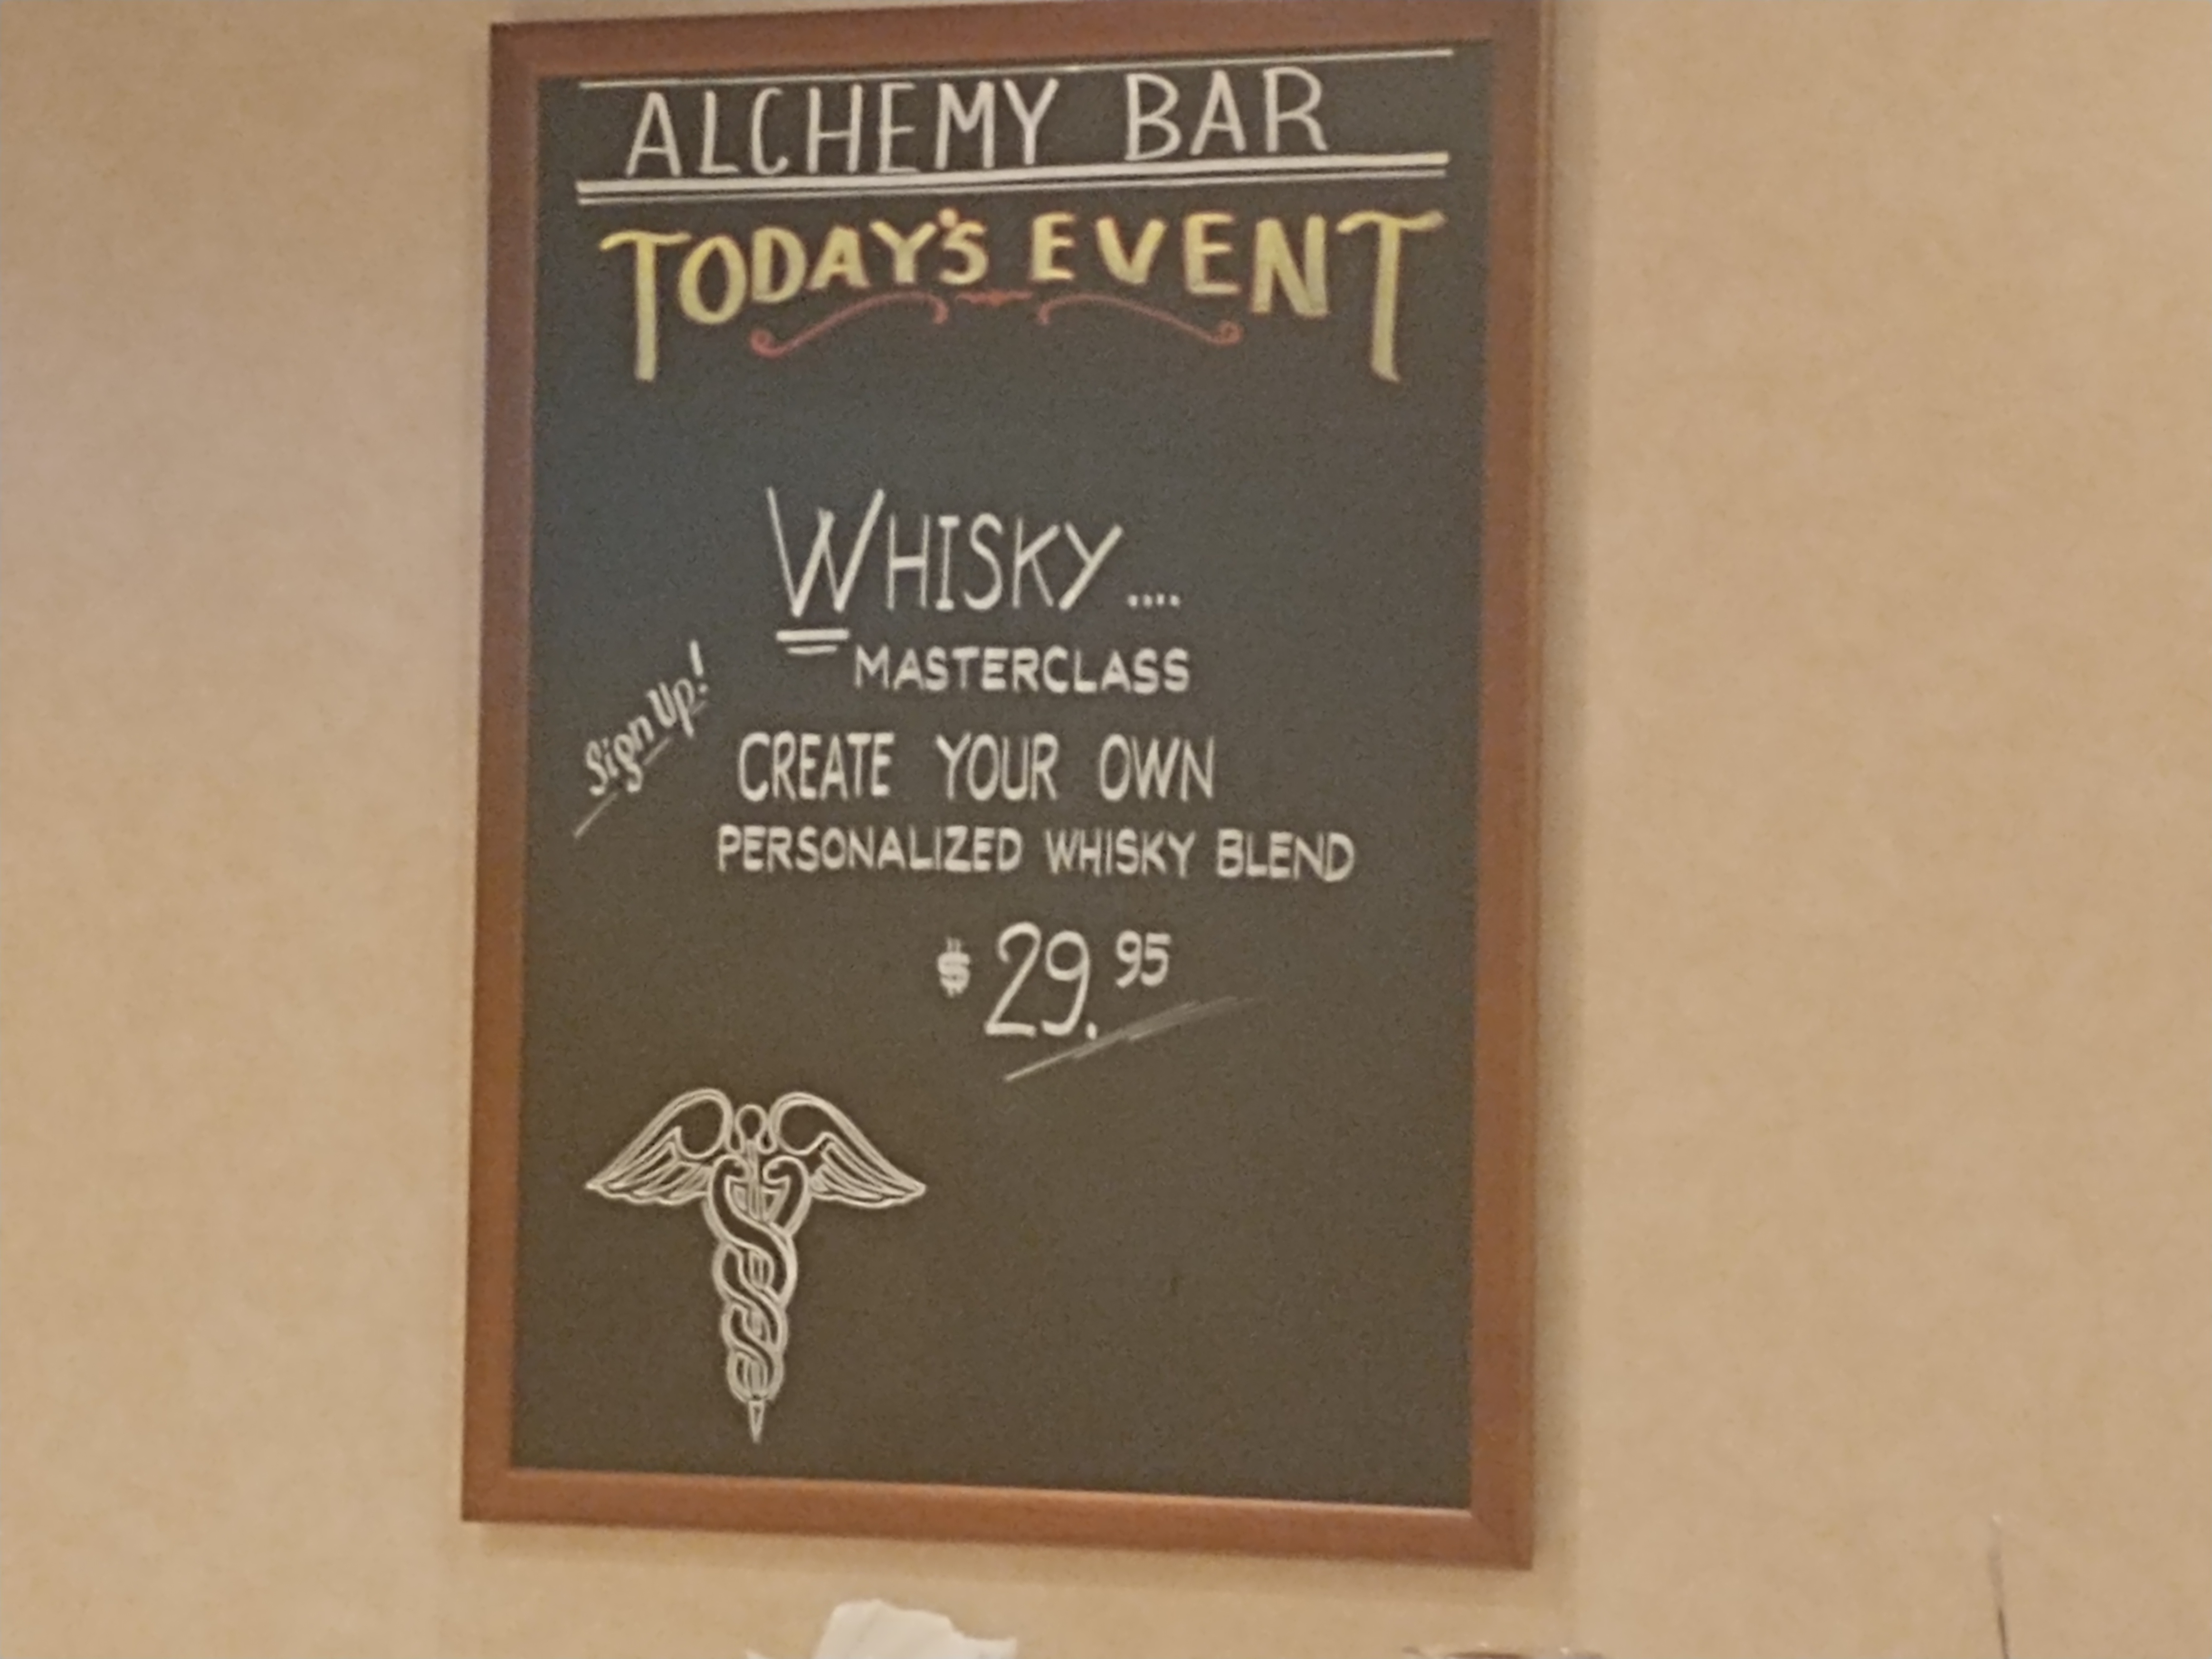 ALCHEMY BAR
TODAY'S EVENT
WHISKY....
MASTERCLASS
Sign Up!
CREATE YOUR OWN
PERSONALIZED WHISKY BLEND
$29.95